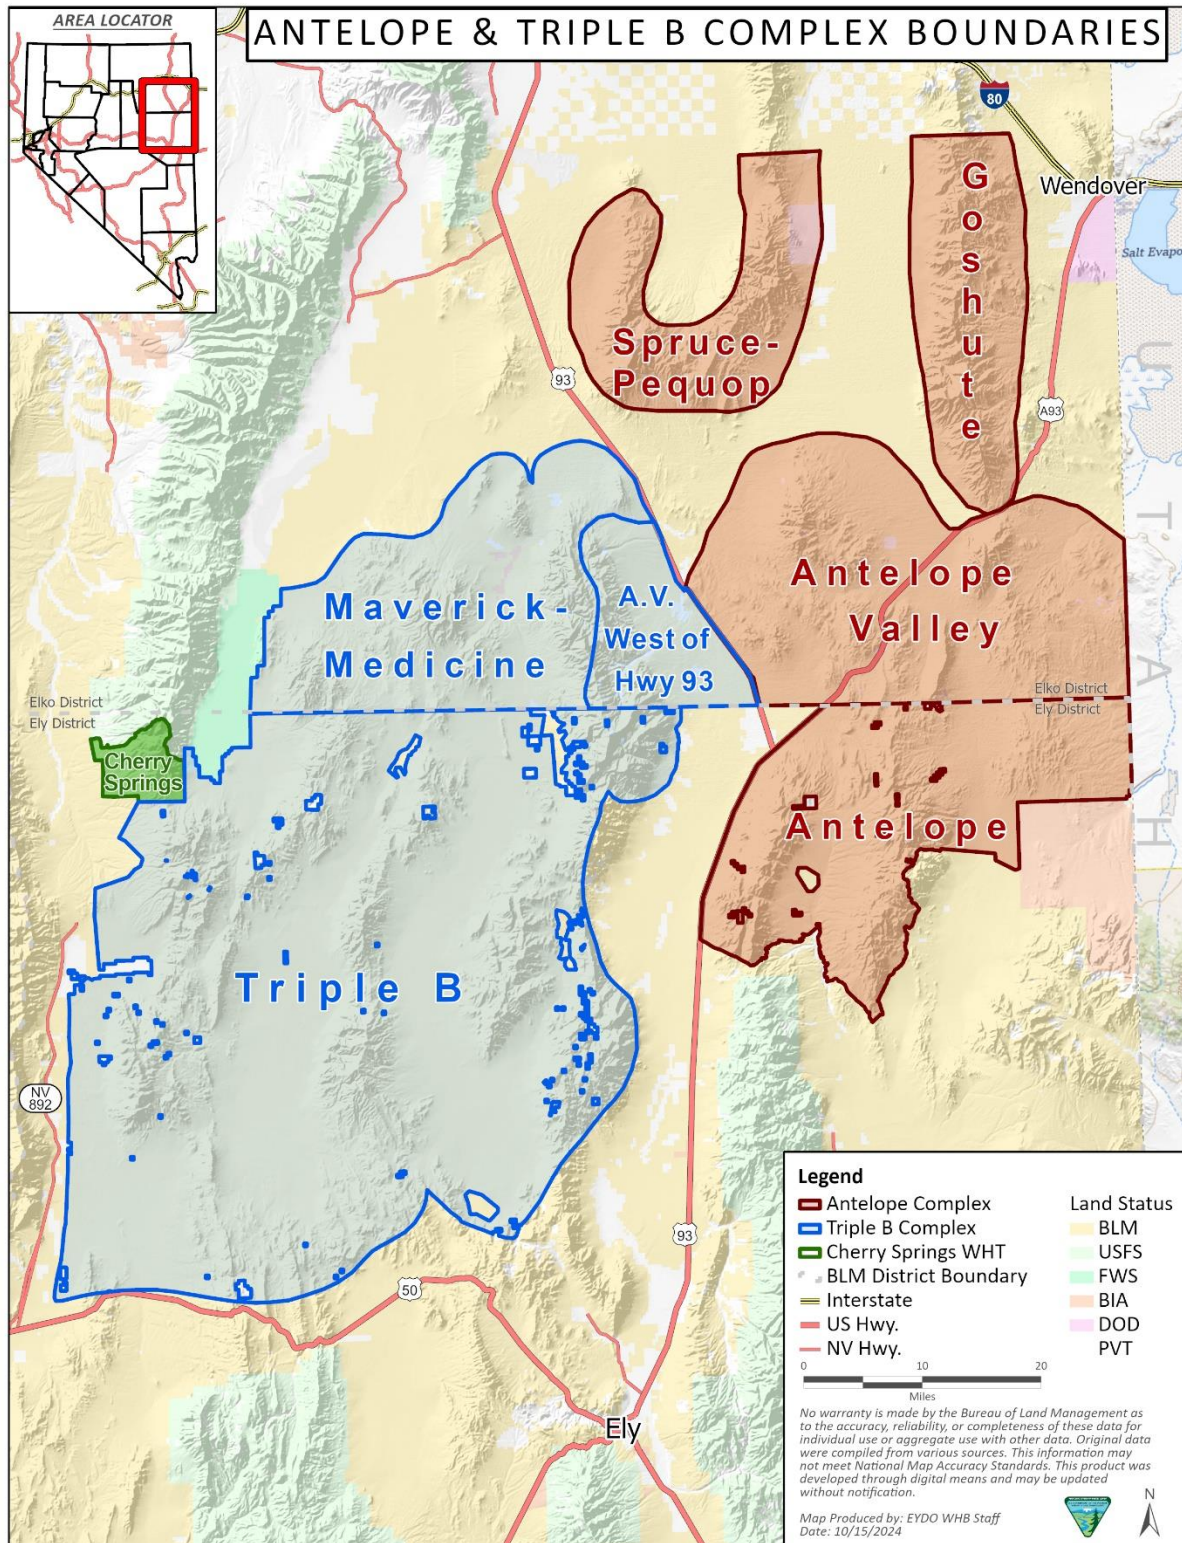 AREA LOCATOR
ANTELOPE & TRIPLE B COMPLEX BOUNDARIES
80
Wendover
Goshute
Salt Evapo
Spruce-
Pequop
93
A93
U
T
A
H
Antelope
Valley
Maverick-
Medicine
A.V.
West of
Hwy 93
Elko District
Ely District
Elko District
Ely District
Cherry
Springs
Antelope
Triple B
NV
892
93
50
Ely
Legend
Antelope Complex
Triple B Complex
Cherry Springs WHT
BLM District Boundary
Interstate
US Hwy.
NV Hwy.
Land Status
BLM
USFS
FWS
BIA
DOD
PVT
0 10 20
Miles
No warranty is made by the Bureau of Land Management as
to the accuracy, reliability, or completeness of these data for
individual use or aggregate use with other data. Original data
were compiled from various sources. This information may
not meet National Map Accuracy Standards. This product was
developed through digital means and may be updated
without notification.
Map Produced by: EYDO WHB Staff
Date: 10/15/2024
N